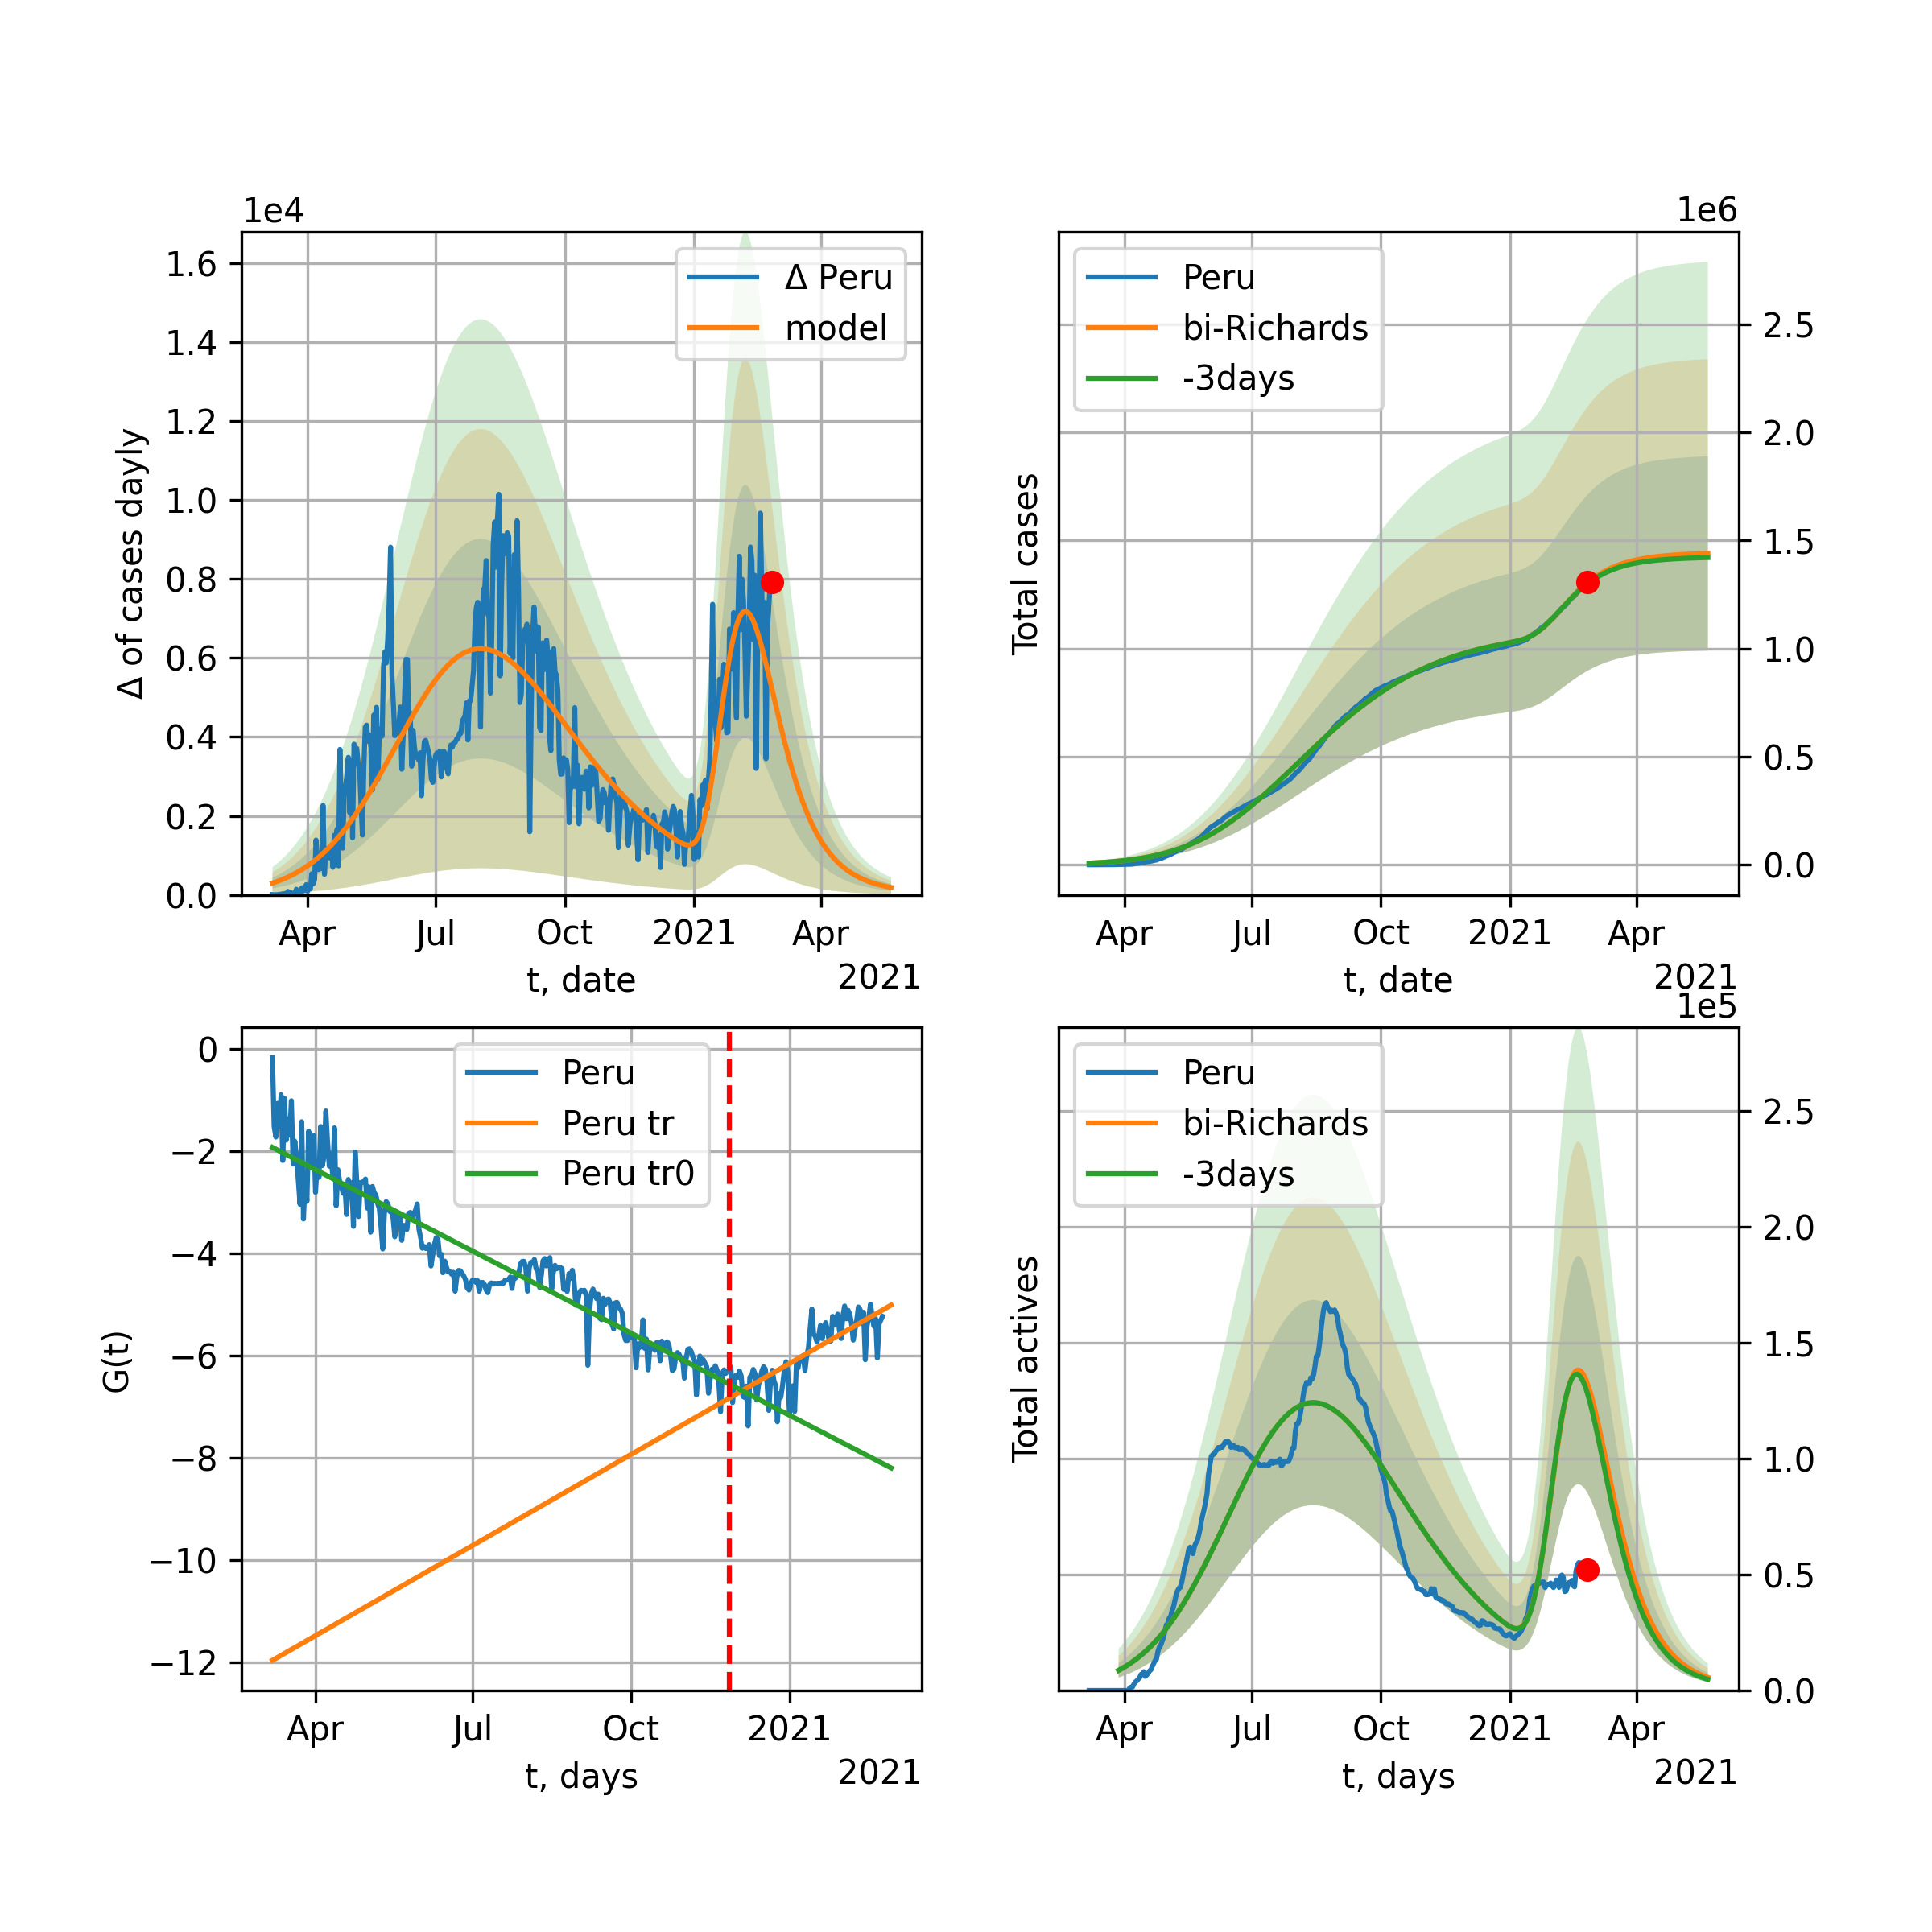 1e4
1.6
1.4
1.2
1.0
0.8
0.6
0.4
0.2
0.0
Δ of cases dayly
Δ Peru
model
Apr
Jul
Oct
2021
Apr
t, date
2021
1e6
Peru
bi-Richards
-3days
2.5
2.0
1.5
1.0
0.5
0.0
Total cases
Apr
Jul
Oct
2021
Apr
t, date
2021
0
−2
−4
−6
−8
−10
−12
G(t)
Peru
Peru tr
Peru tr0
Apr
Jul
Oct
2021
t, days
2021
1e5
Peru
bi-Richards
-3days
2.5
2.0
1.5
1.0
0.5
0.0
Total actives
Apr
Jul
Oct
2021
Apr
t, days
2021